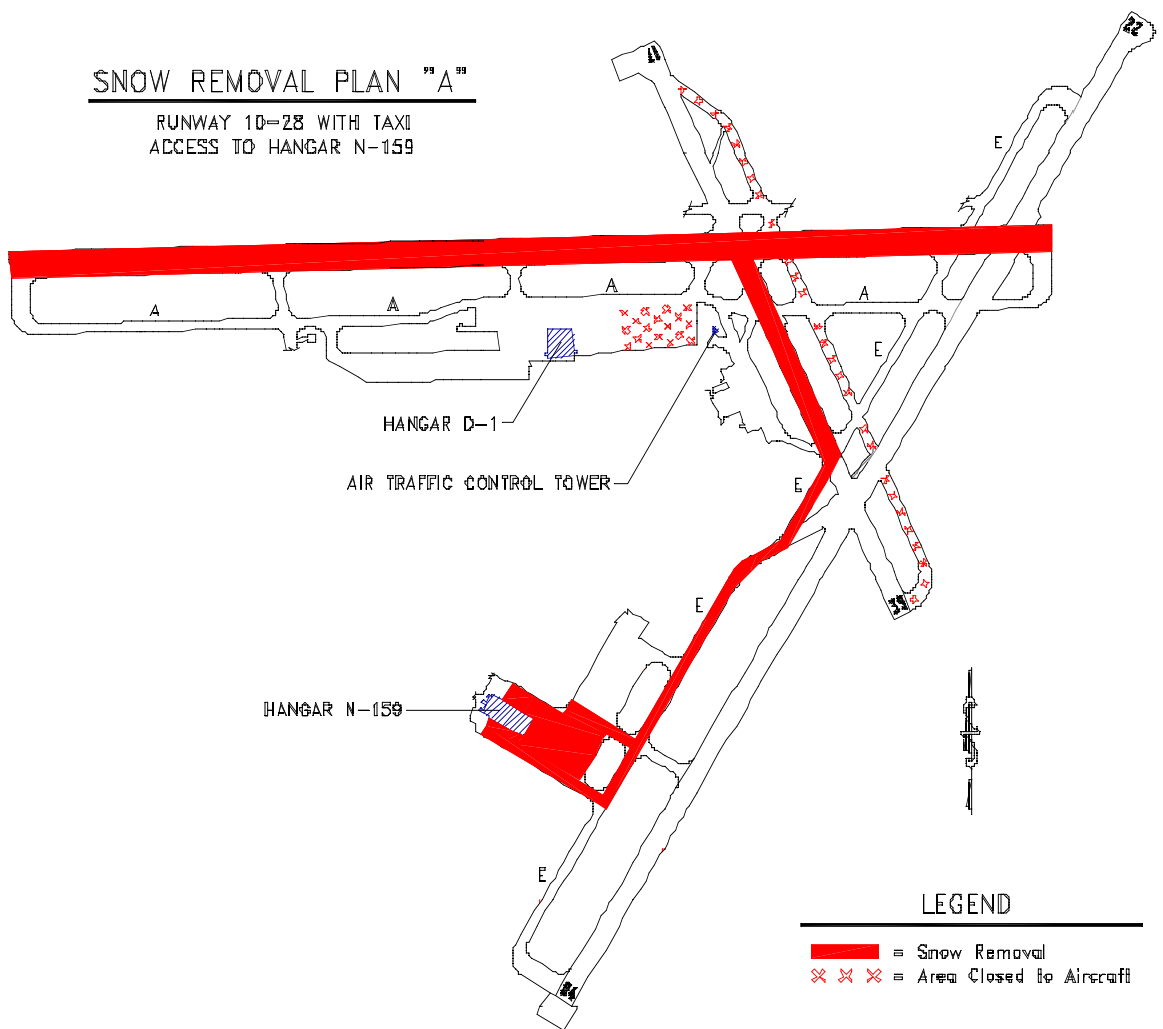 SNOW REMOVAL PLAN "A"
RUNWAY 10-28 WITH TAXI
ACCESS TO HANGAR N-159
22
E
A
A
A
A
E
HANGAR D-1
AIR TRAFFIC CONTROL TOWER
E
E
HANGAR N-159
E
LEGEND
= Snow Removal
= Area Closed to Aircraft